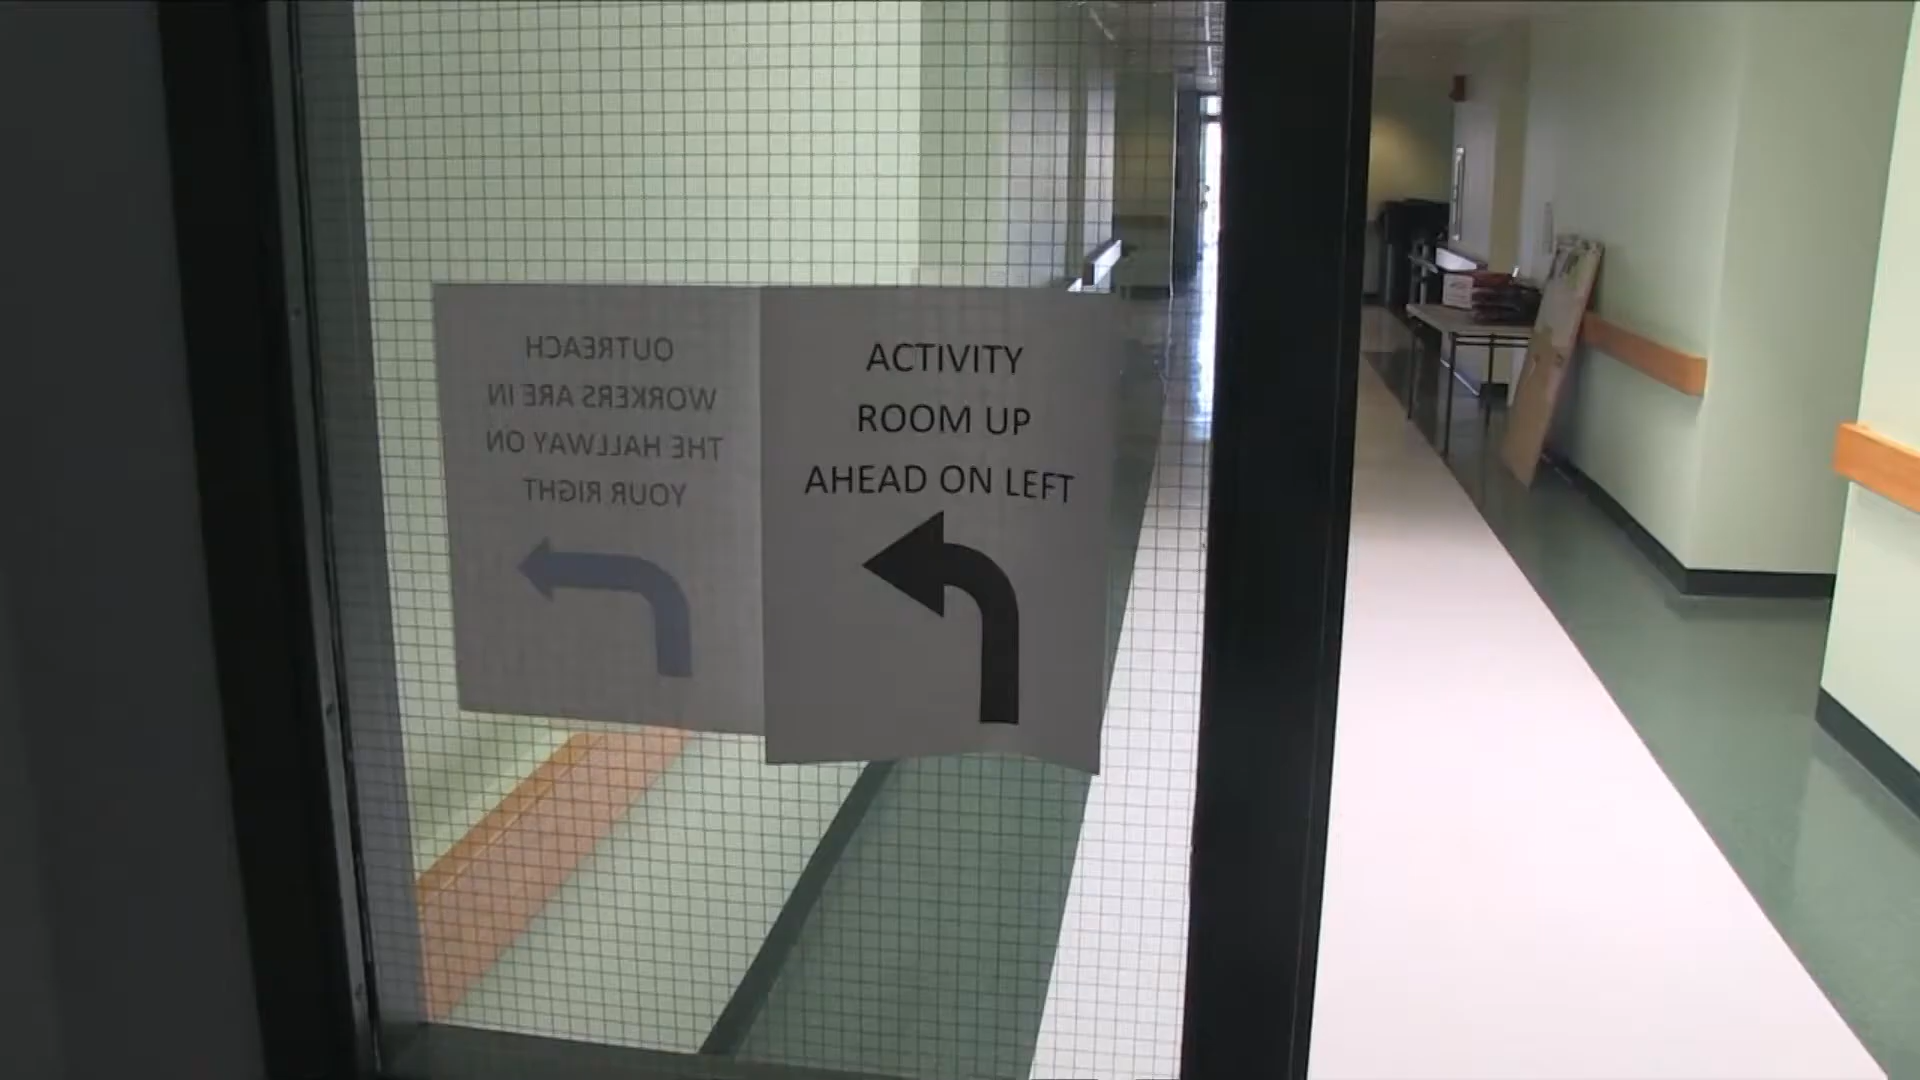 OUTREACH
WORKERS ARE IN
THE HALLWAY ON
YOUR RIGHT
ACTIVITY
ROOM UP
AHEAD ON LEFT